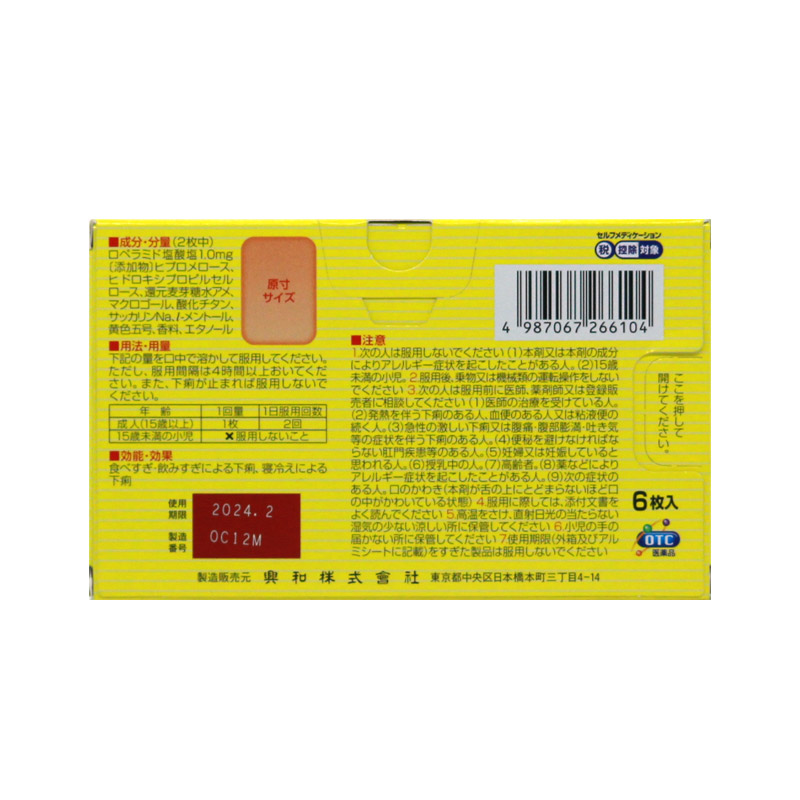 ■成分・分量(2枚中)
ロペラミド塩酸塩1.0mg
〔添加物〕ヒプロメロース、
ヒドロキシプロピルセル
ロース、還元麦芽糖水アメ、
マクロゴール、酸化チタン、
サッカリンNa、l-メントール、
黄色五号、香料、エタノール
原寸
サイズ
■用法・用量
下記の量を口中で溶かして服用してください。
ただし、服用間隔は4時間以上おいてくださ
い。また、下痢が止まれば服用しないで
ください。
年齢 1回量 1日服用回数
成人(15歳以上) 1枚 2回
15歳未満の小児 ✖服用しないこと
■効能・効果
食べすぎ・飲みすぎによる下痢、寝冷えによる
下痢
使用
期限
2024.2
製造
番号
0C12M
セルフメディケーション
税 控除 対象
4 987067 266104
■注意
1.次の人は服用しないでください (1)本剤又は本剤の成分
によりアレルギー症状を起こしたことがある人。(2)15歳
未満の小児。2.服用後、乗物又は機械類の運転操作をしない
でください 3.次の人は服用前に医師、薬剤師又は登録販
売者に相談してください (1)医師の治療を受けている人。
(2)発熱を伴う下痢のある人、血便のある人又は粘液便の
続く人。(3)急性の激しい下痢又は腹痛・腹部膨満・吐き気
等の症状を伴う下痢のある人。(4)便秘を避けなければな
らない肛門疾患等のある人。(5)妊婦又は妊娠していると
思われる人。(6)授乳中の人。(7)高齢者。(8)薬などにより
アレルギー症状を起こしたことがある人。(9)次の症状の
ある人。口のかわき(本剤が舌の上にとどまらないほど口
の中がかわいている状態) 4.服用に際しては、添付文書を
よく読んでください 5.高温をさけ、直射日光の当たらない
湿気の少ない涼しい所に保管してください 6.小児の手の
届かない所に保管してください 7.使用期限(外箱及びアル
ミシートに記載)をすぎた製品は服用しないでください
ここを押して
開けてください。
6枚入
OTC
医薬品
製造販売元 興和株式會社 東京都中央区日本橋本町三丁目4-14